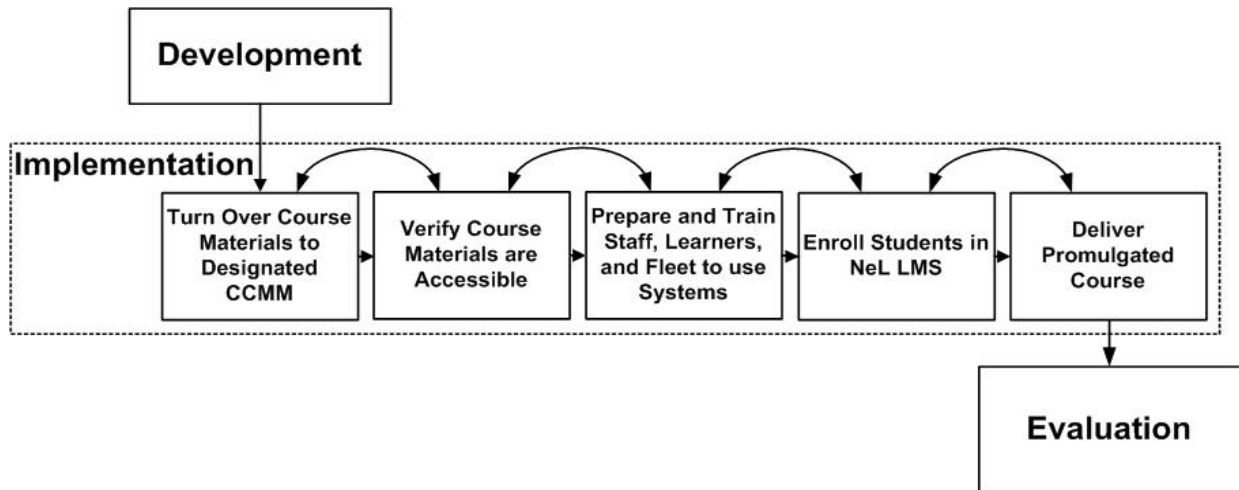 Development
Implementation
Turn Over Course
Materials to
Designated
CCMM
Verify Course
Materials are
Accessible
Prepare and Train
Staff, Learners,
and Fleet to use
Systems
Enroll Students in
NeL LMS
Deliver
Promulgated
Course
Evaluation